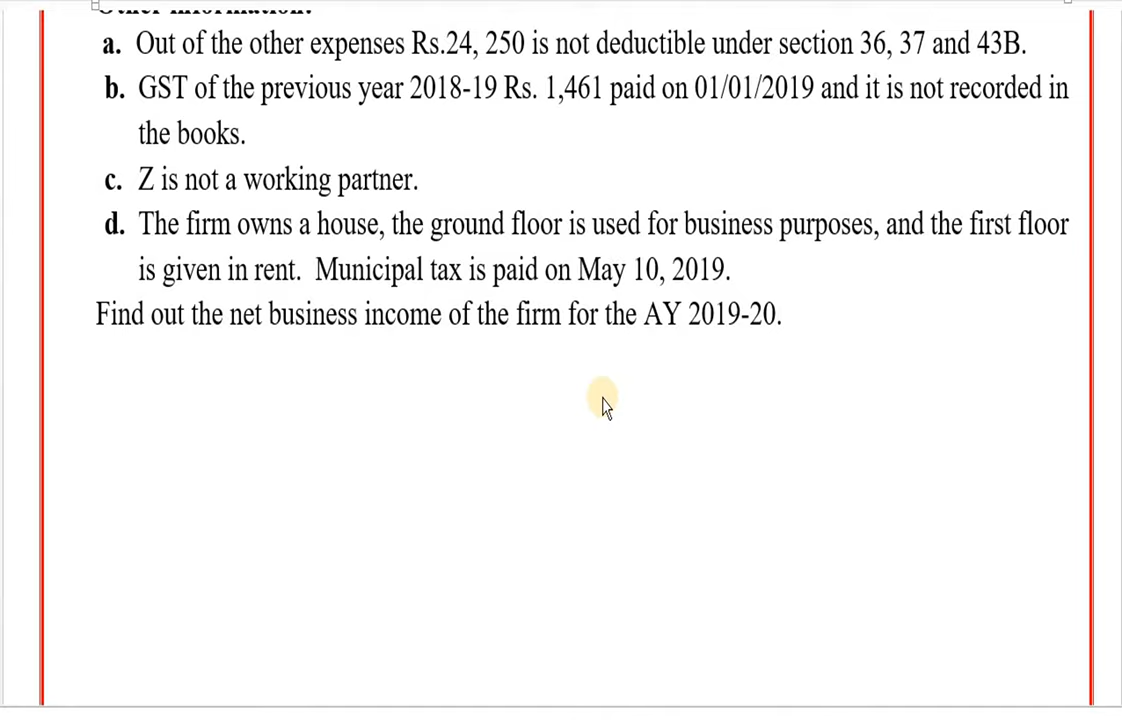 a. Out of the other expenses Rs.24, 250 is not deductible under section 36, 37 and 43B.
b. GST of the previous year 2018-19 Rs. 1,461 paid on 01/01/2019 and it is not recorded in
the books.
c. Z is not a working partner.
d. The firm owns a house, the ground floor is used for business purposes, and the first floor
is given in rent. Municipal tax is paid on May 10, 2019.
Find out the net business income of the firm for the AY 2019-20.